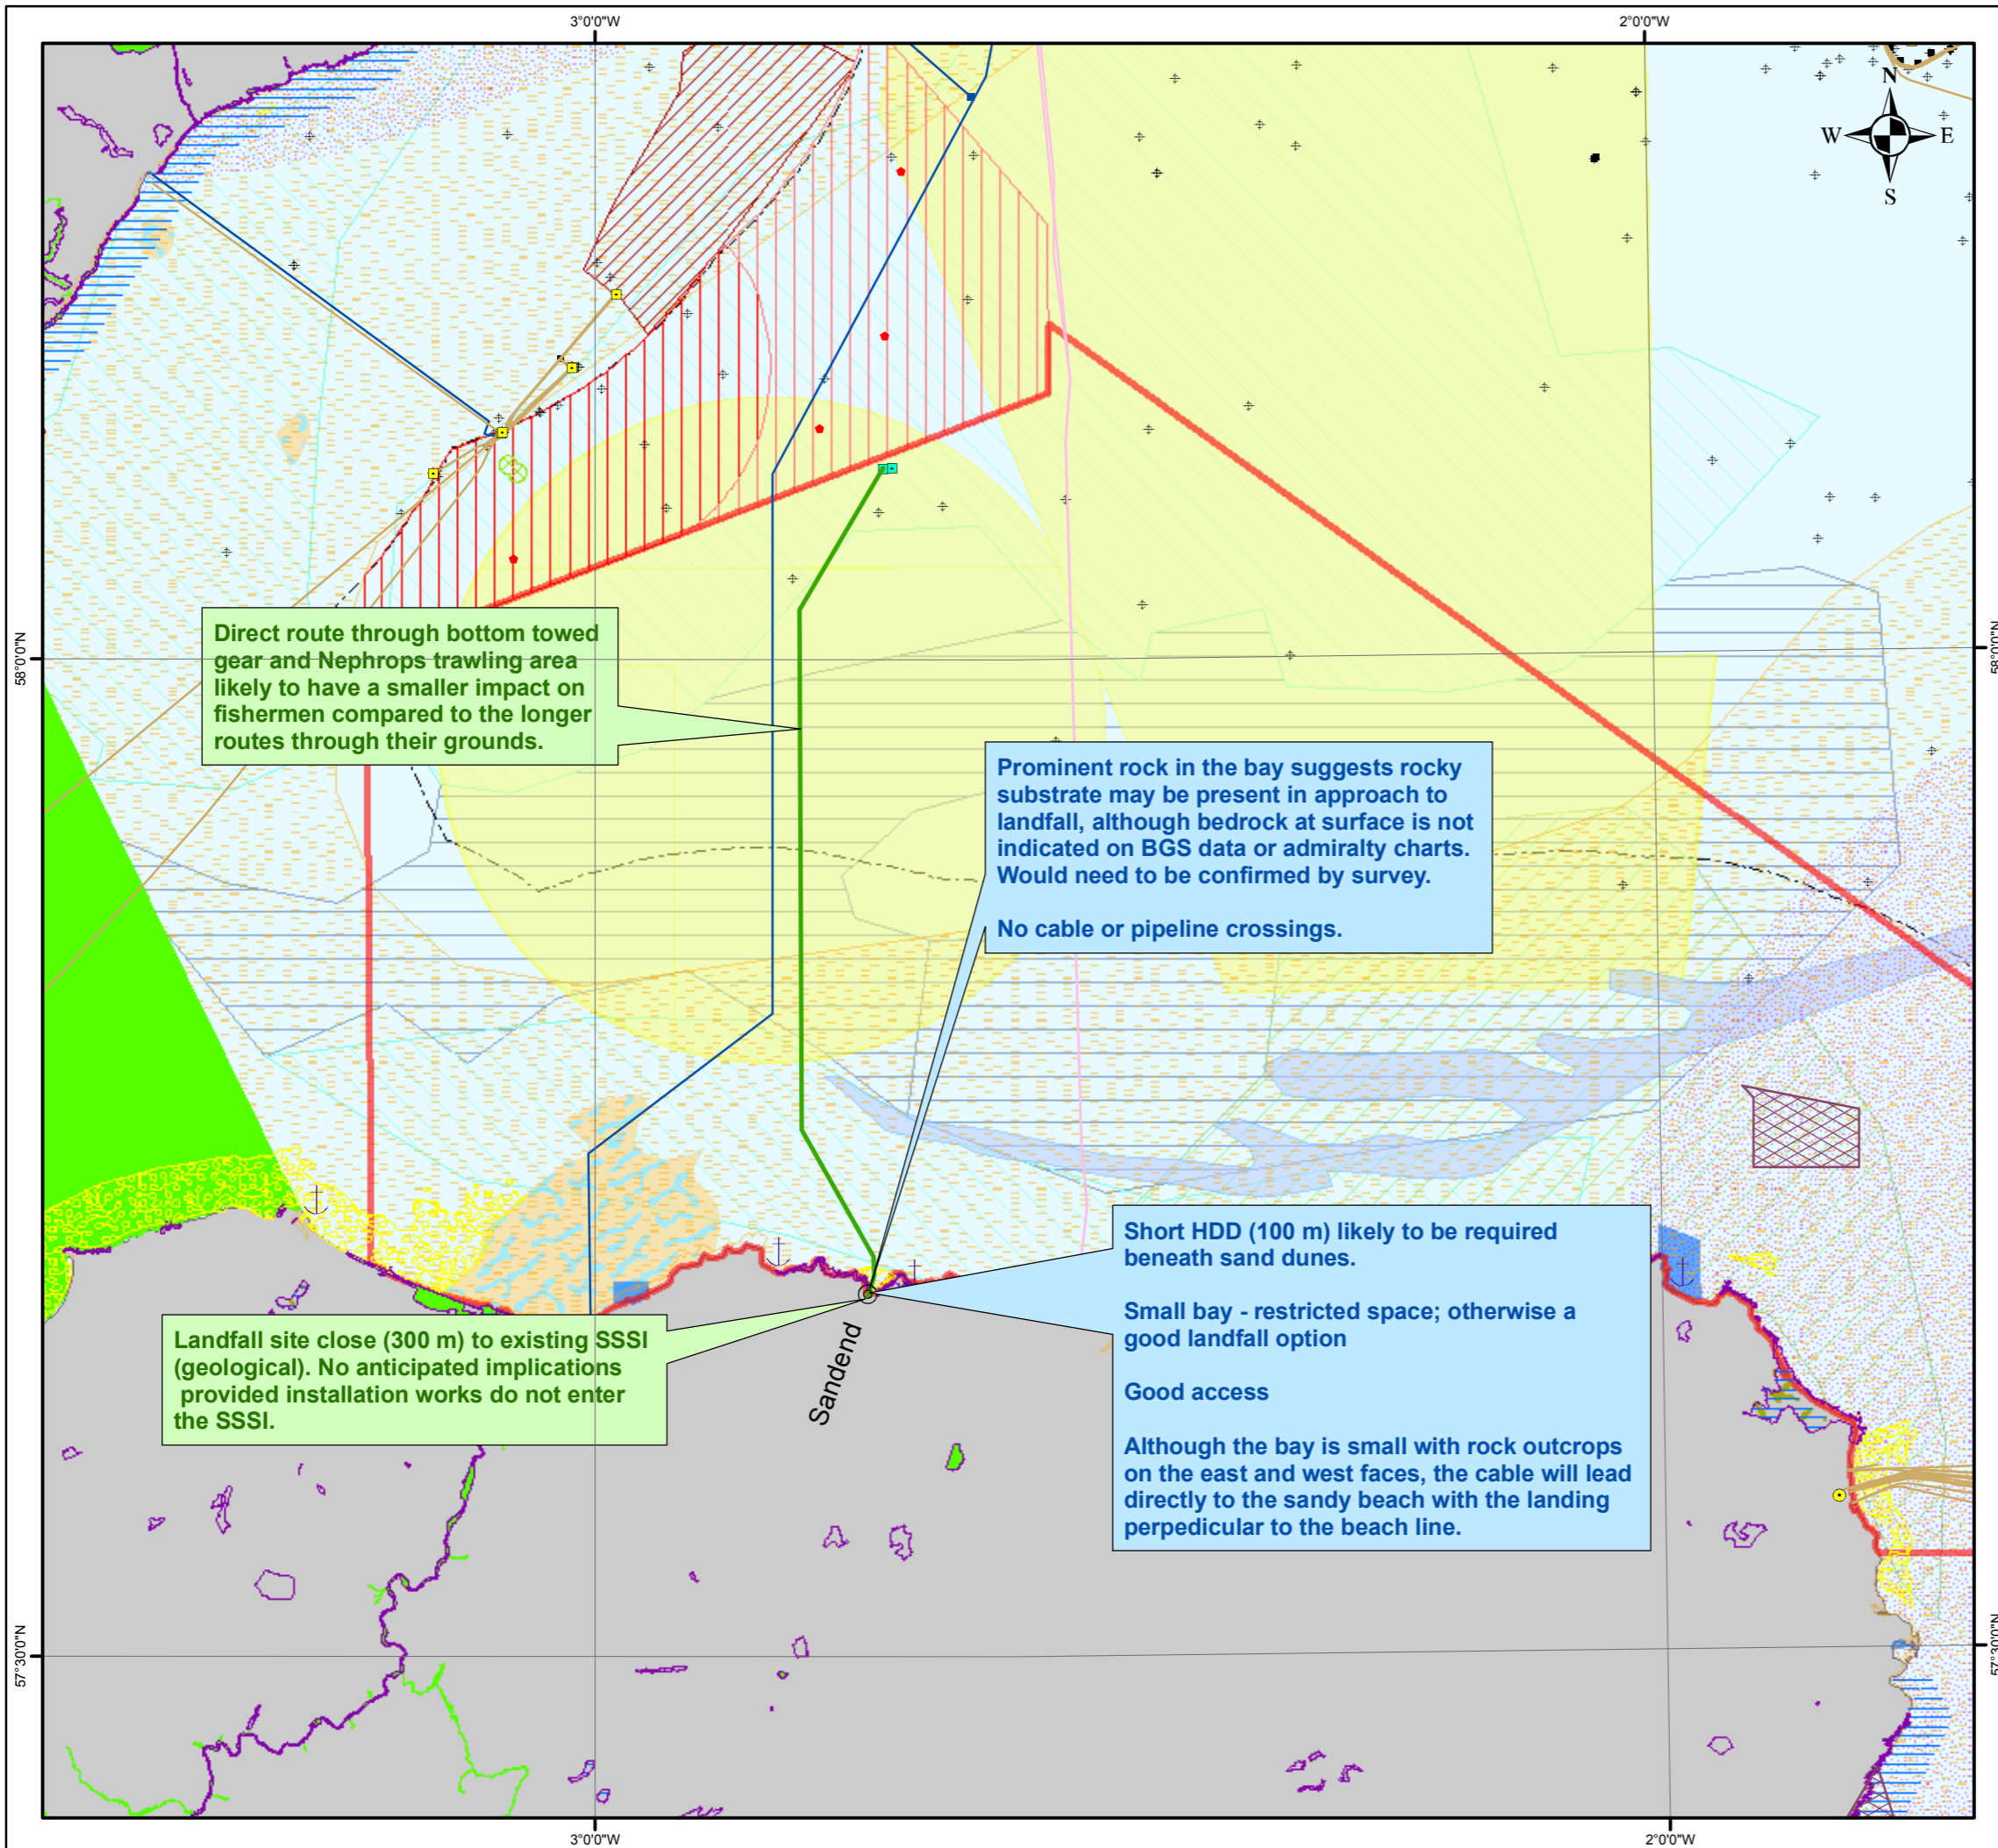 3°0'0"W
2°0'0"W
N
W
E
S
58°0'0"N
58°0'0"N
Direct route through bottom towed
gear and Nephrops trawling area
likely to have a smaller impact on
fishermen compared to the longer
routes through their grounds.
Prominent rock in the bay suggests rocky
substrate may be present in approach to
landfall, although bedrock at surface is not
indicated on BGS data or admiralty charts.
Would need to be confirmed by survey.
No cable or pipeline crossings.
Short HDD (100 m) likely to be required
beneath sand dunes.
Small bay - restricted space; otherwise a
good landfall option
Good access
Although the bay is small with rock outcrops
on the east and west faces, the cable will lead
directly to the sandy beach with the landing
perpedicular to the beach line.
Landfall site close (300 m) to existing SSSI
(geological). No anticipated implications
provided installation works do not enter
the SSSI.
Sandend
57°30'0"N
57°30'0"N
3°0'0"W
2°0'0"W